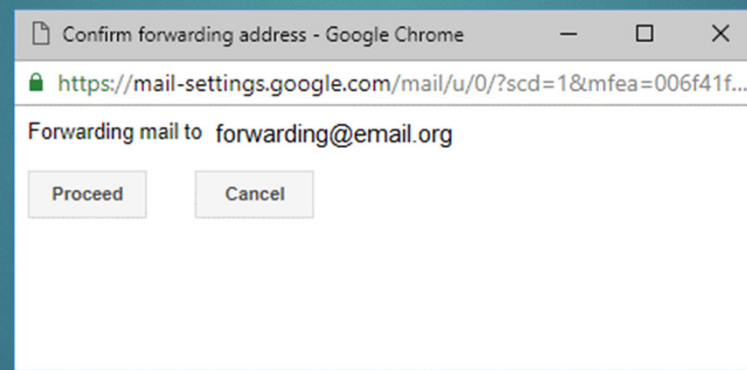 Confirm forwarding address - Google Chrome
https://mail-settings.google.com/mail/u/0/?scd=1&mfea=006f41f...
Forwarding mail to forwarding@email.org
Proceed Cancel